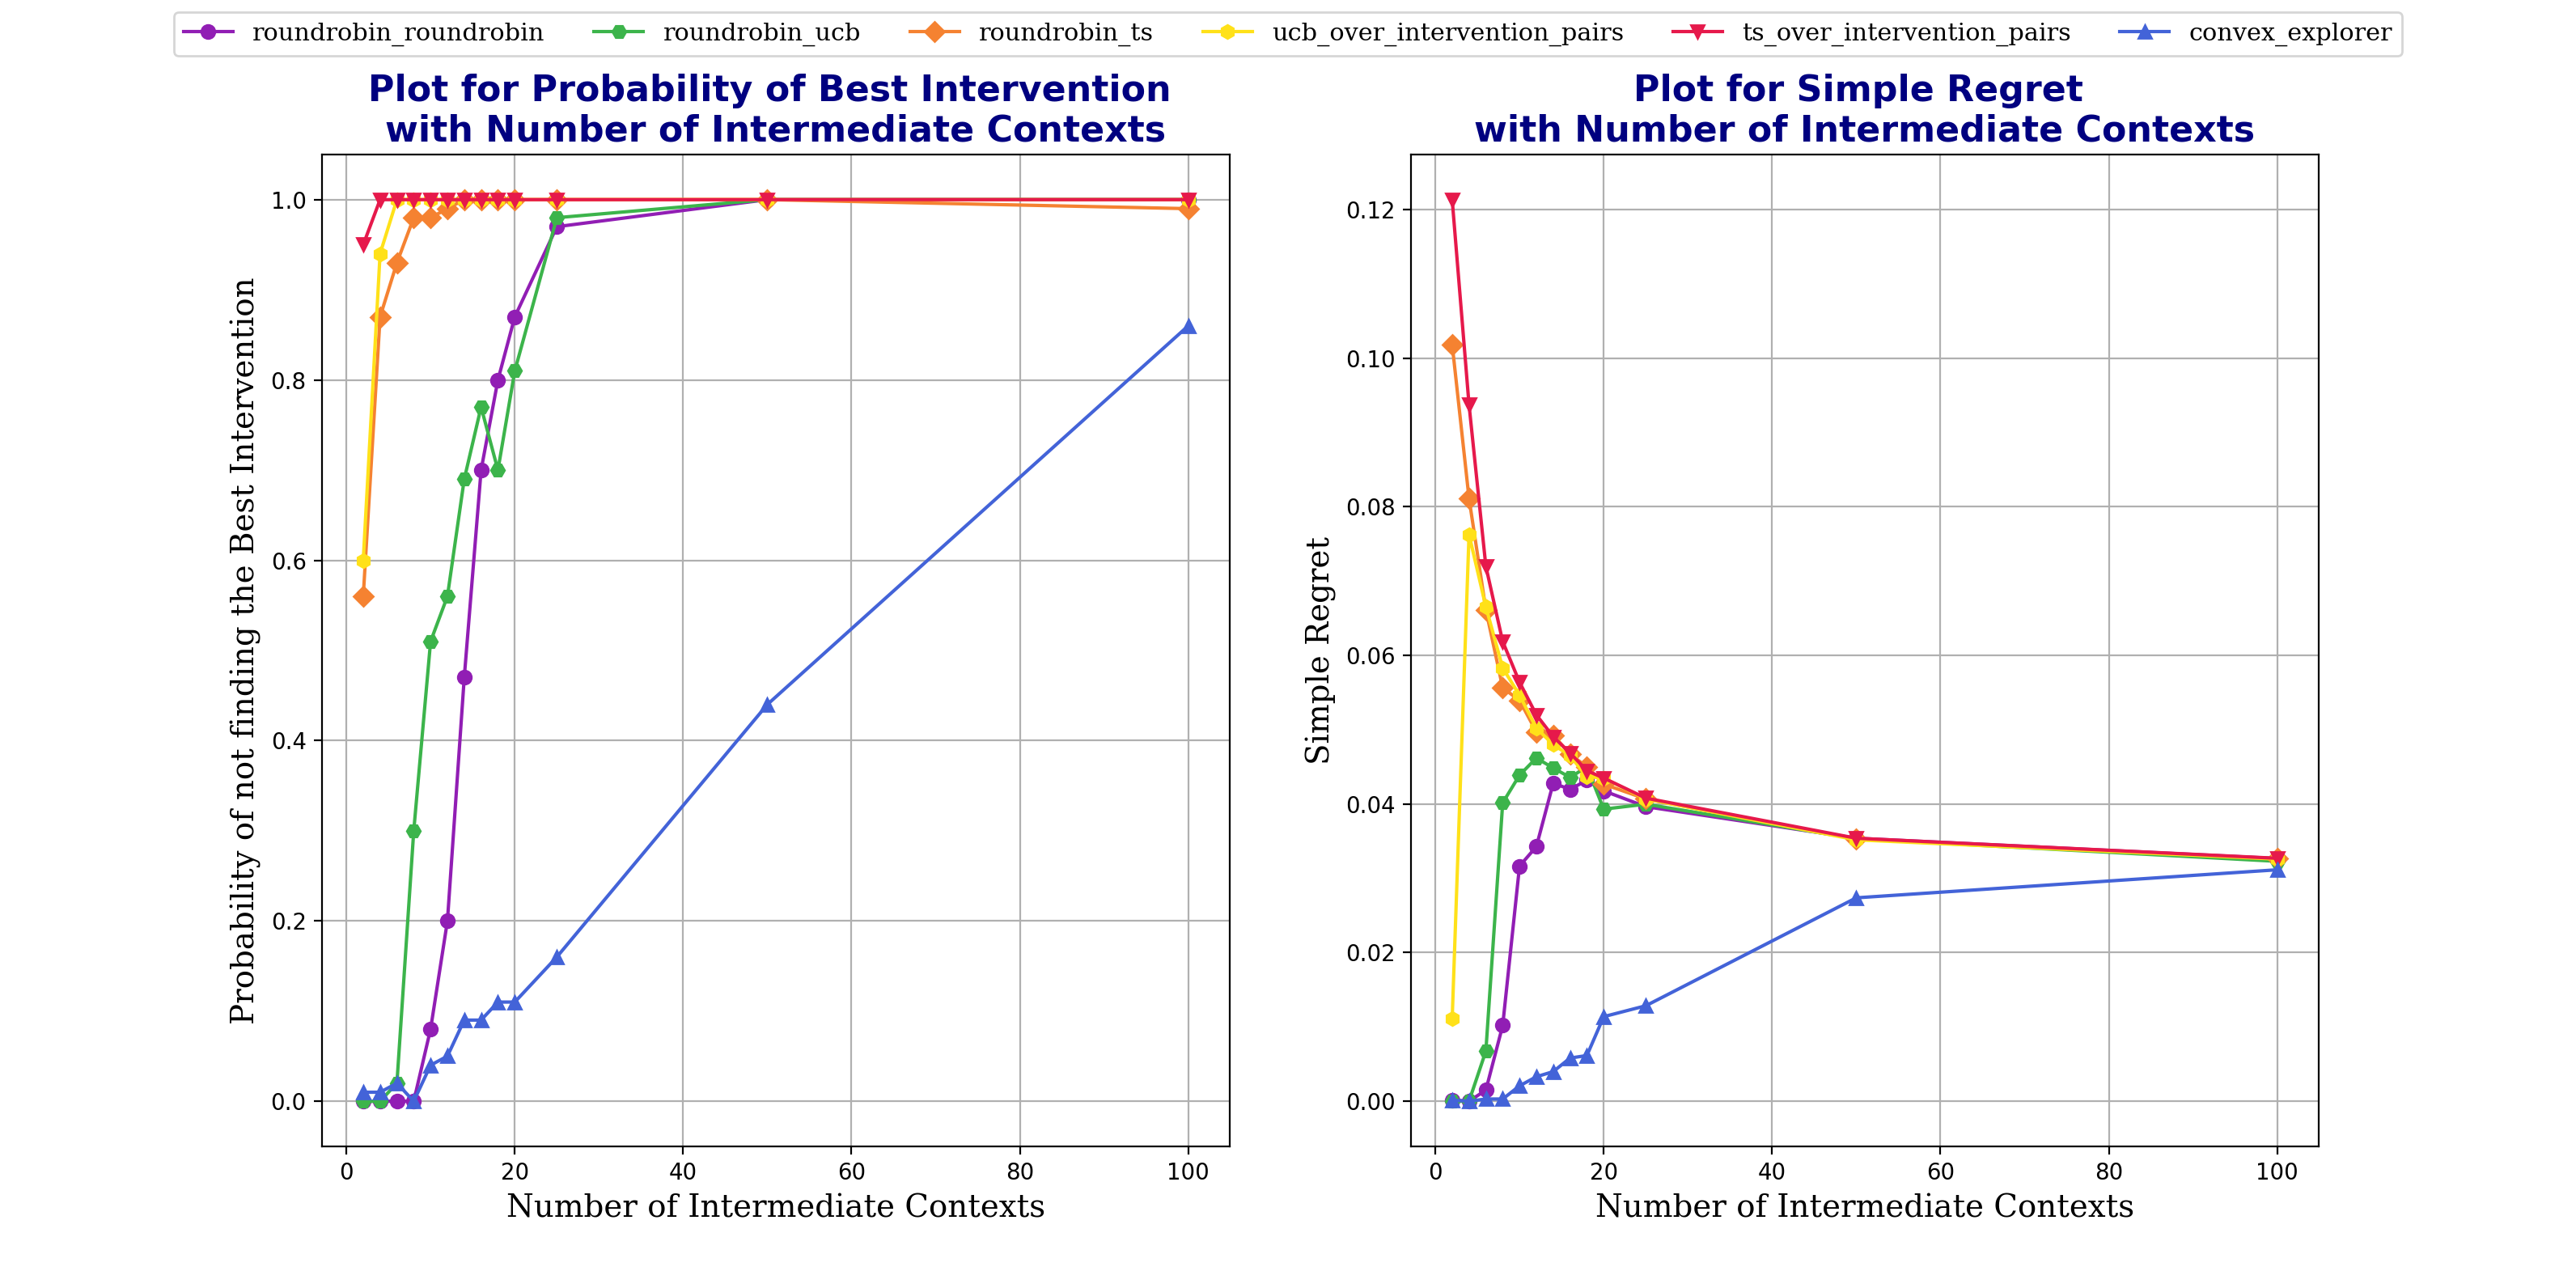 roundrobin_roundrobin roundrobin_ucb roundrobin_ts ucb_over_intervention_pairs ts_over_intervention_pairs convex_explorer
Plot for Probability of Best Intervention
with Number of Intermediate Contexts
Probability of not finding the Best Intervention
1.0
0.8
0.6
0.4
0.2
0.0
0 20 40 60 80 100
Number of Intermediate Contexts
Plot for Simple Regret
with Number of Intermediate Contexts
Simple Regret
0.12
0.10
0.08
0.06
0.04
0.02
0.00
0 20 40 60 80 100
Number of Intermediate Contexts